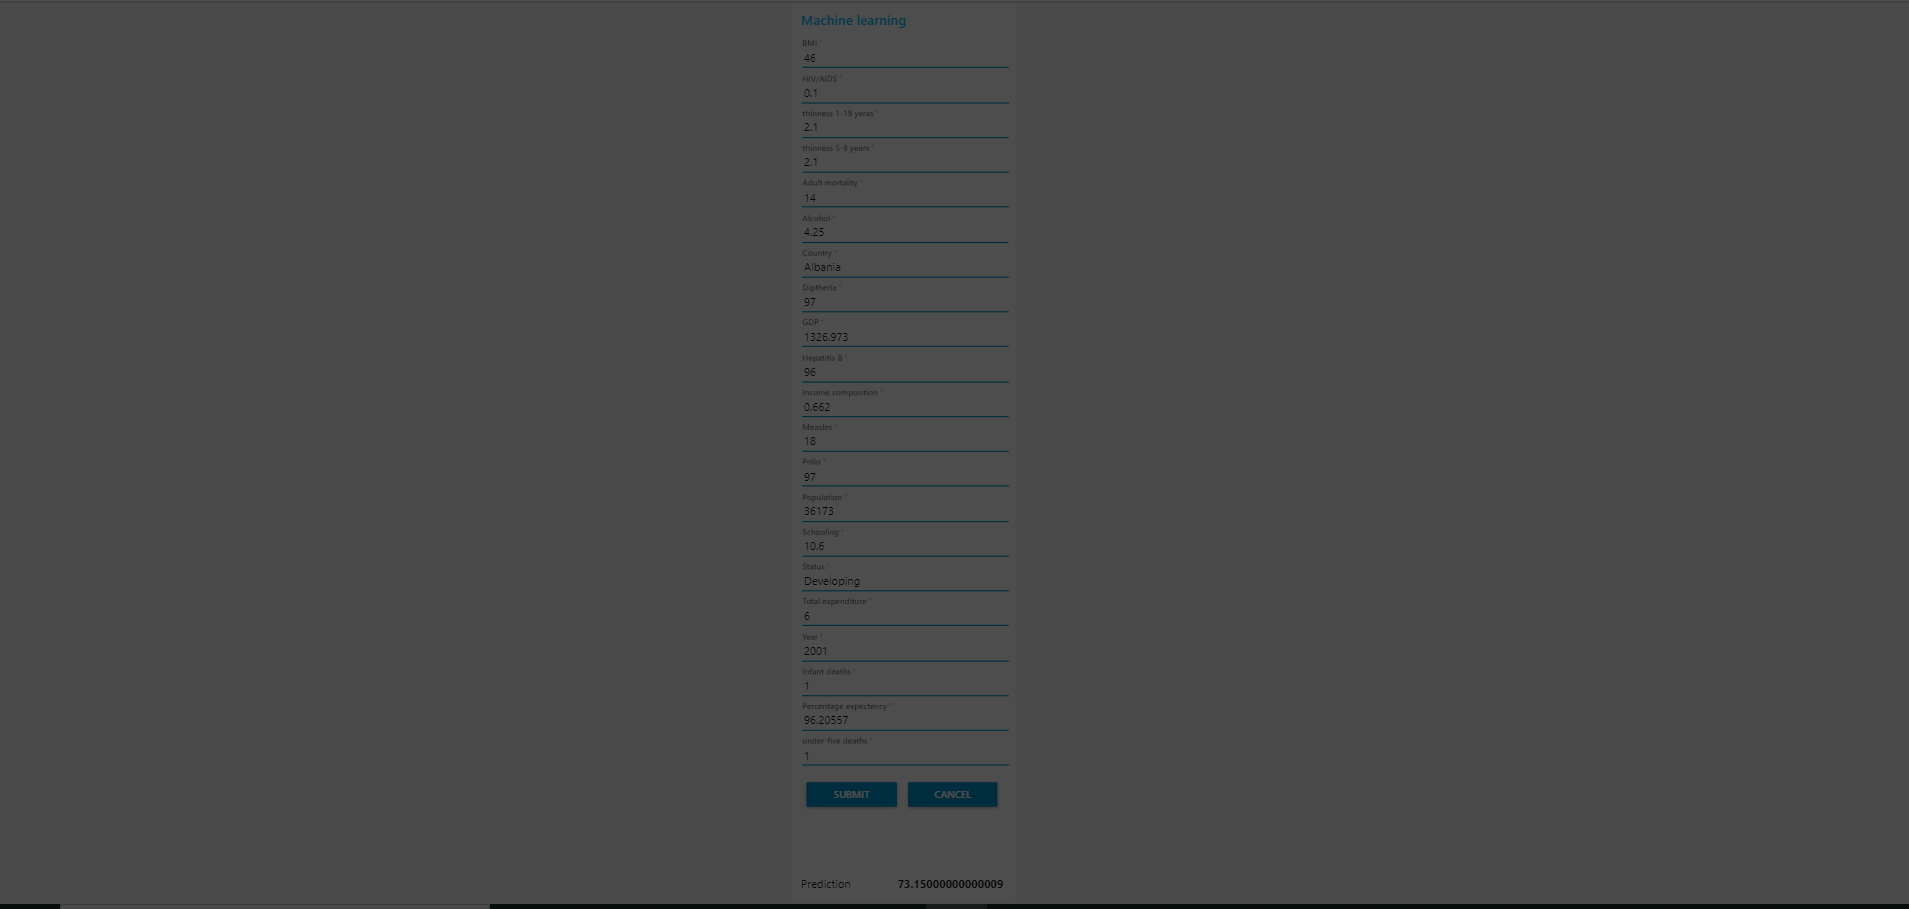 Machine learning
BMI *
46
HIV/AIDS *
0.1
thinness 1-19 yeras *
2.1
thinness 5-9 years *
2.1
Adult mortality *
14
Alcohol *
4.25
Country *
Albania
Diptheria *
97
GDP *
1326.973
Hepatitis B *
96
Income composition *
0.662
Measles *
18
Polio *
97
Population *
36173
Schooling *
10.6
Status *
Developing
Total expenditure *
6
Year *
2001
Infant deaths *
1
Percentage expectency *
96.20557
under-five deaths *
1
SUBMIT CANCEL
Prediction 73.15000000000009